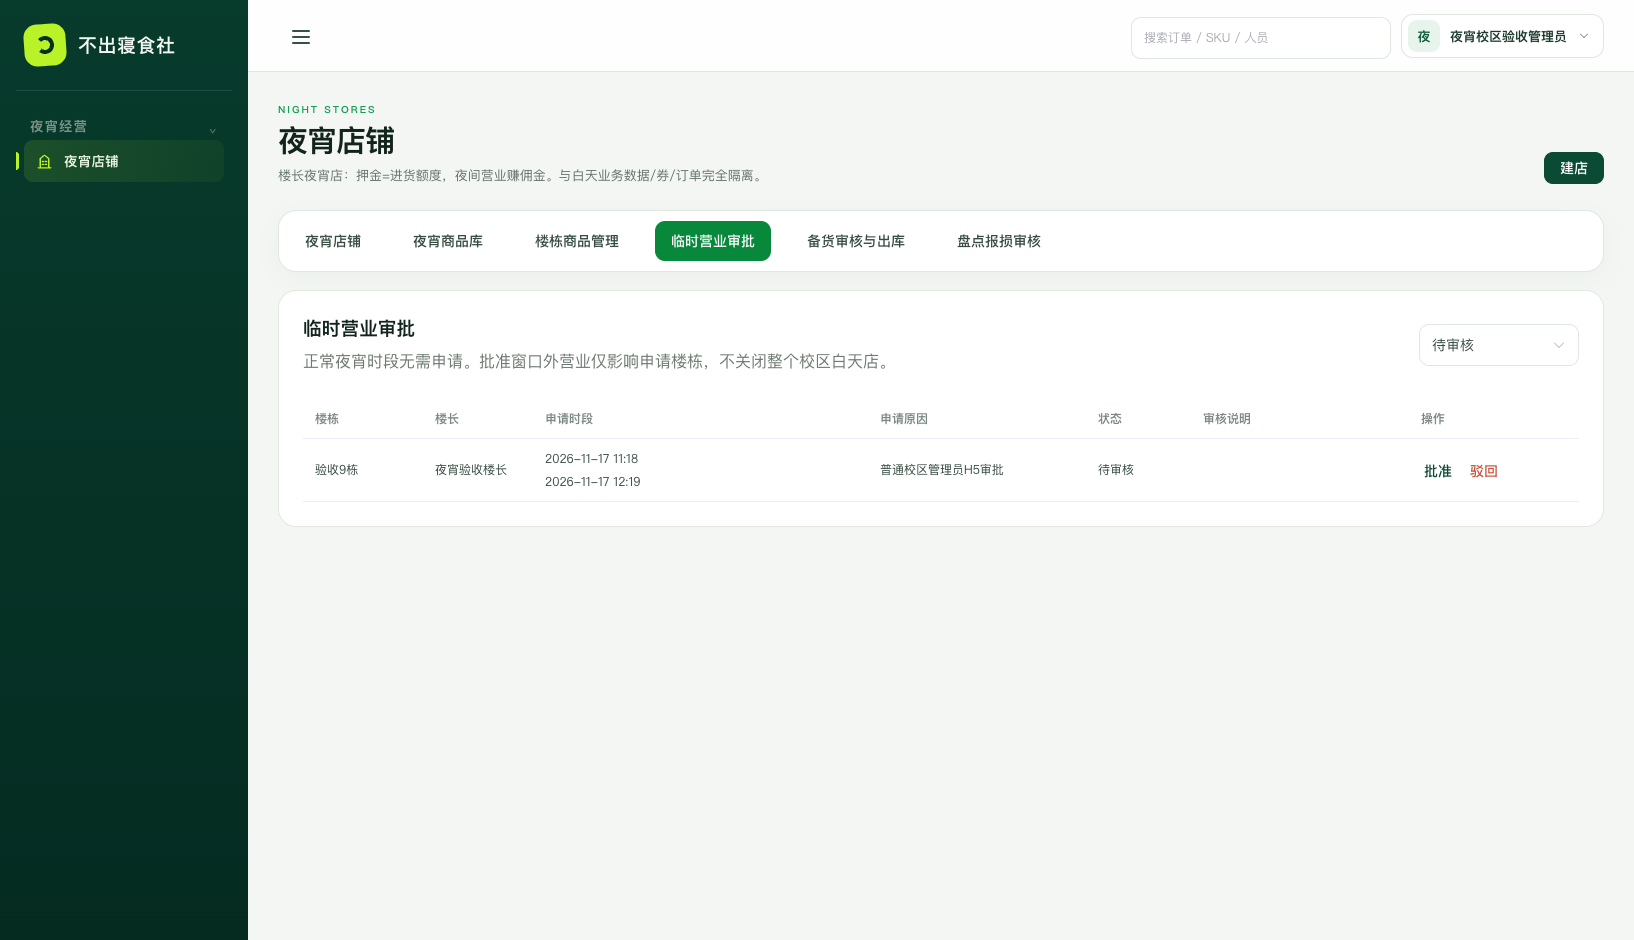 不出寝食社
夜宵经营
夜宵店铺
搜索订单 / SKU / 人员
夜
夜宵校区验收管理员
NIGHT STORES
夜宵店铺
楼长夜宵店：押金=进货额度，夜间营业赚佣金。与白天业务数据/券/订单完全隔离。
建店
夜宵店铺 夜宵商品库 楼栋商品管理 临时营业审批 备货审核与出库 盘点报损审核
临时营业审批
正常夜宵时段无需申请。批准窗口外营业仅影响申请楼栋，不关闭整个校区白天店。
待审核
楼栋 楼长 申请时段 申请原因 状态 审核说明 操作
验收9栋 夜宵验收楼长 2026-11-17 11:18 普通校区管理员H5审批 待审核 批准 驳回
2026-11-17 12:19